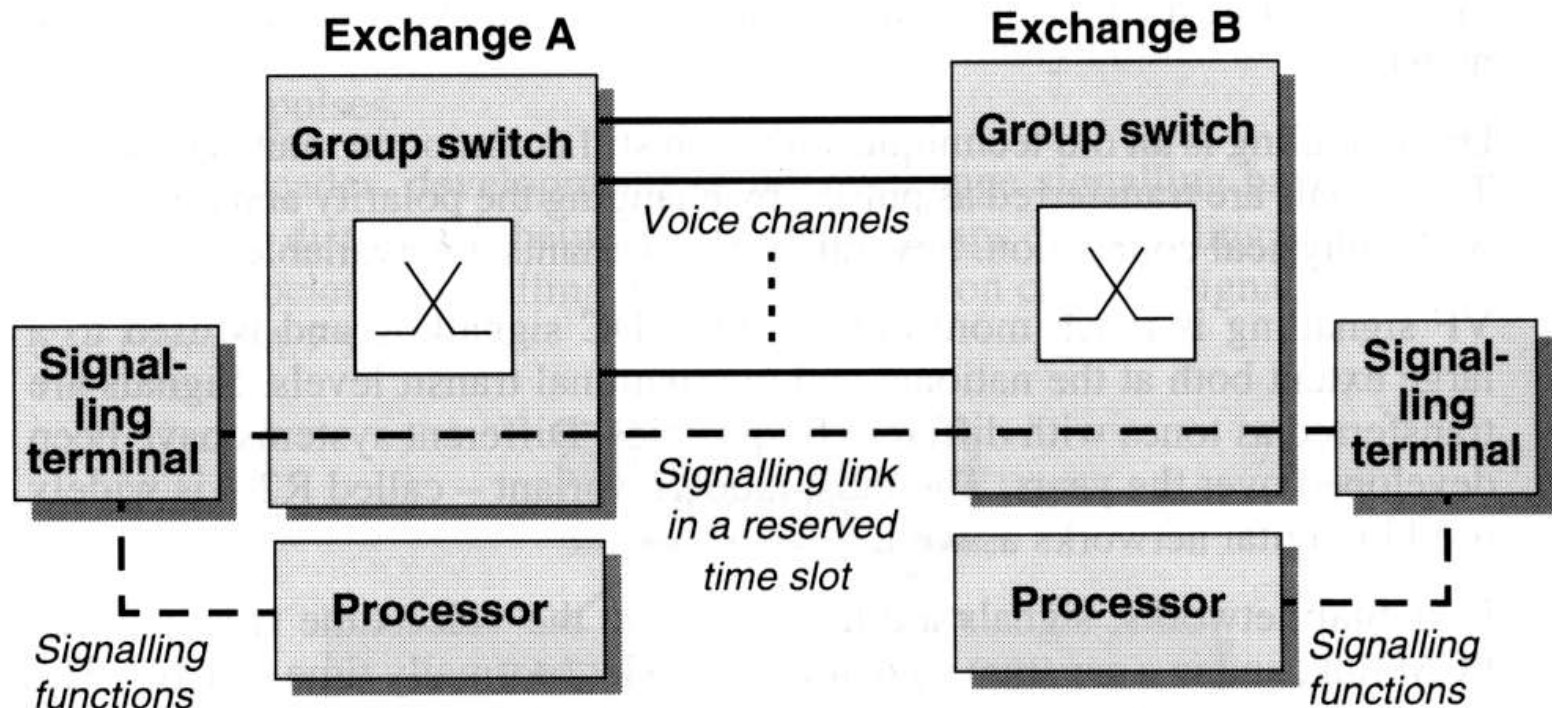 Exchange A
Exchange B
Group switch
Group switch
Voice channels
Signal-
ling
terminal
Signal-
ling
terminal
Signalling link
in a reserved
time slot
Processor
Processor
Signalling
functions
Signalling
functions